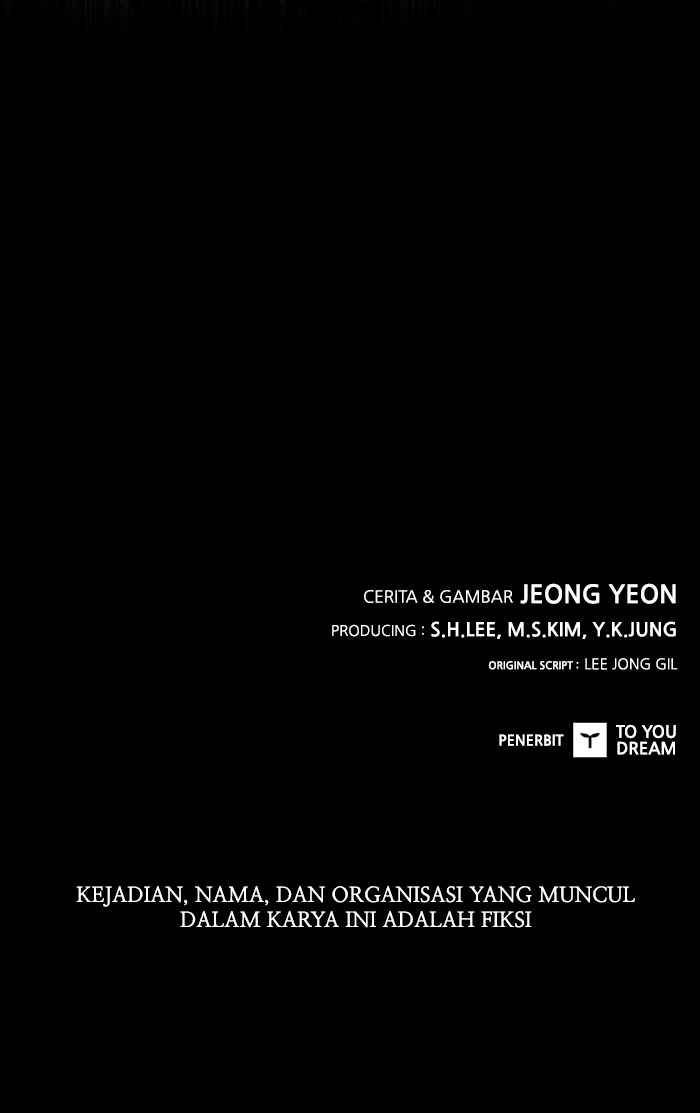 CERITA & GAMBAR JEONG YEON
PRODUCING : S.H.LEE, M.S.KIM, Y.K.JUNG
ORIGINAL SCRIPT : LEE JONG GIL
PENERBIT TO YOU
DREAM
KEJADIAN, NAMA, DAN ORGANISASI YANG MUNCUL
DALAM KARYA INI ADALAH FIKSI